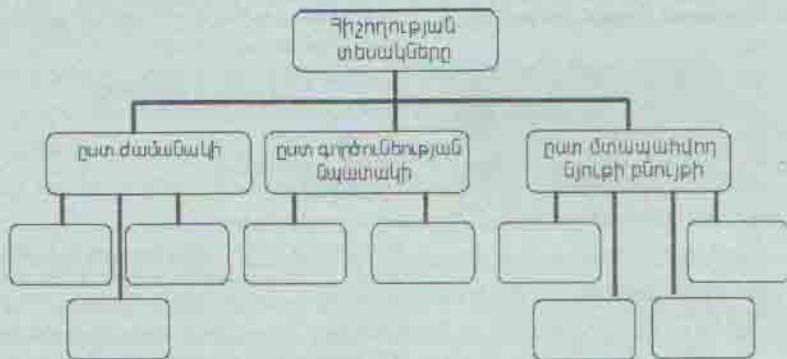 Հիշողության
տեսակները
ըստ ժամանակի
ըստ գործունեության
նպատակի
ըստ մտապահվող
նյութի բնույթի